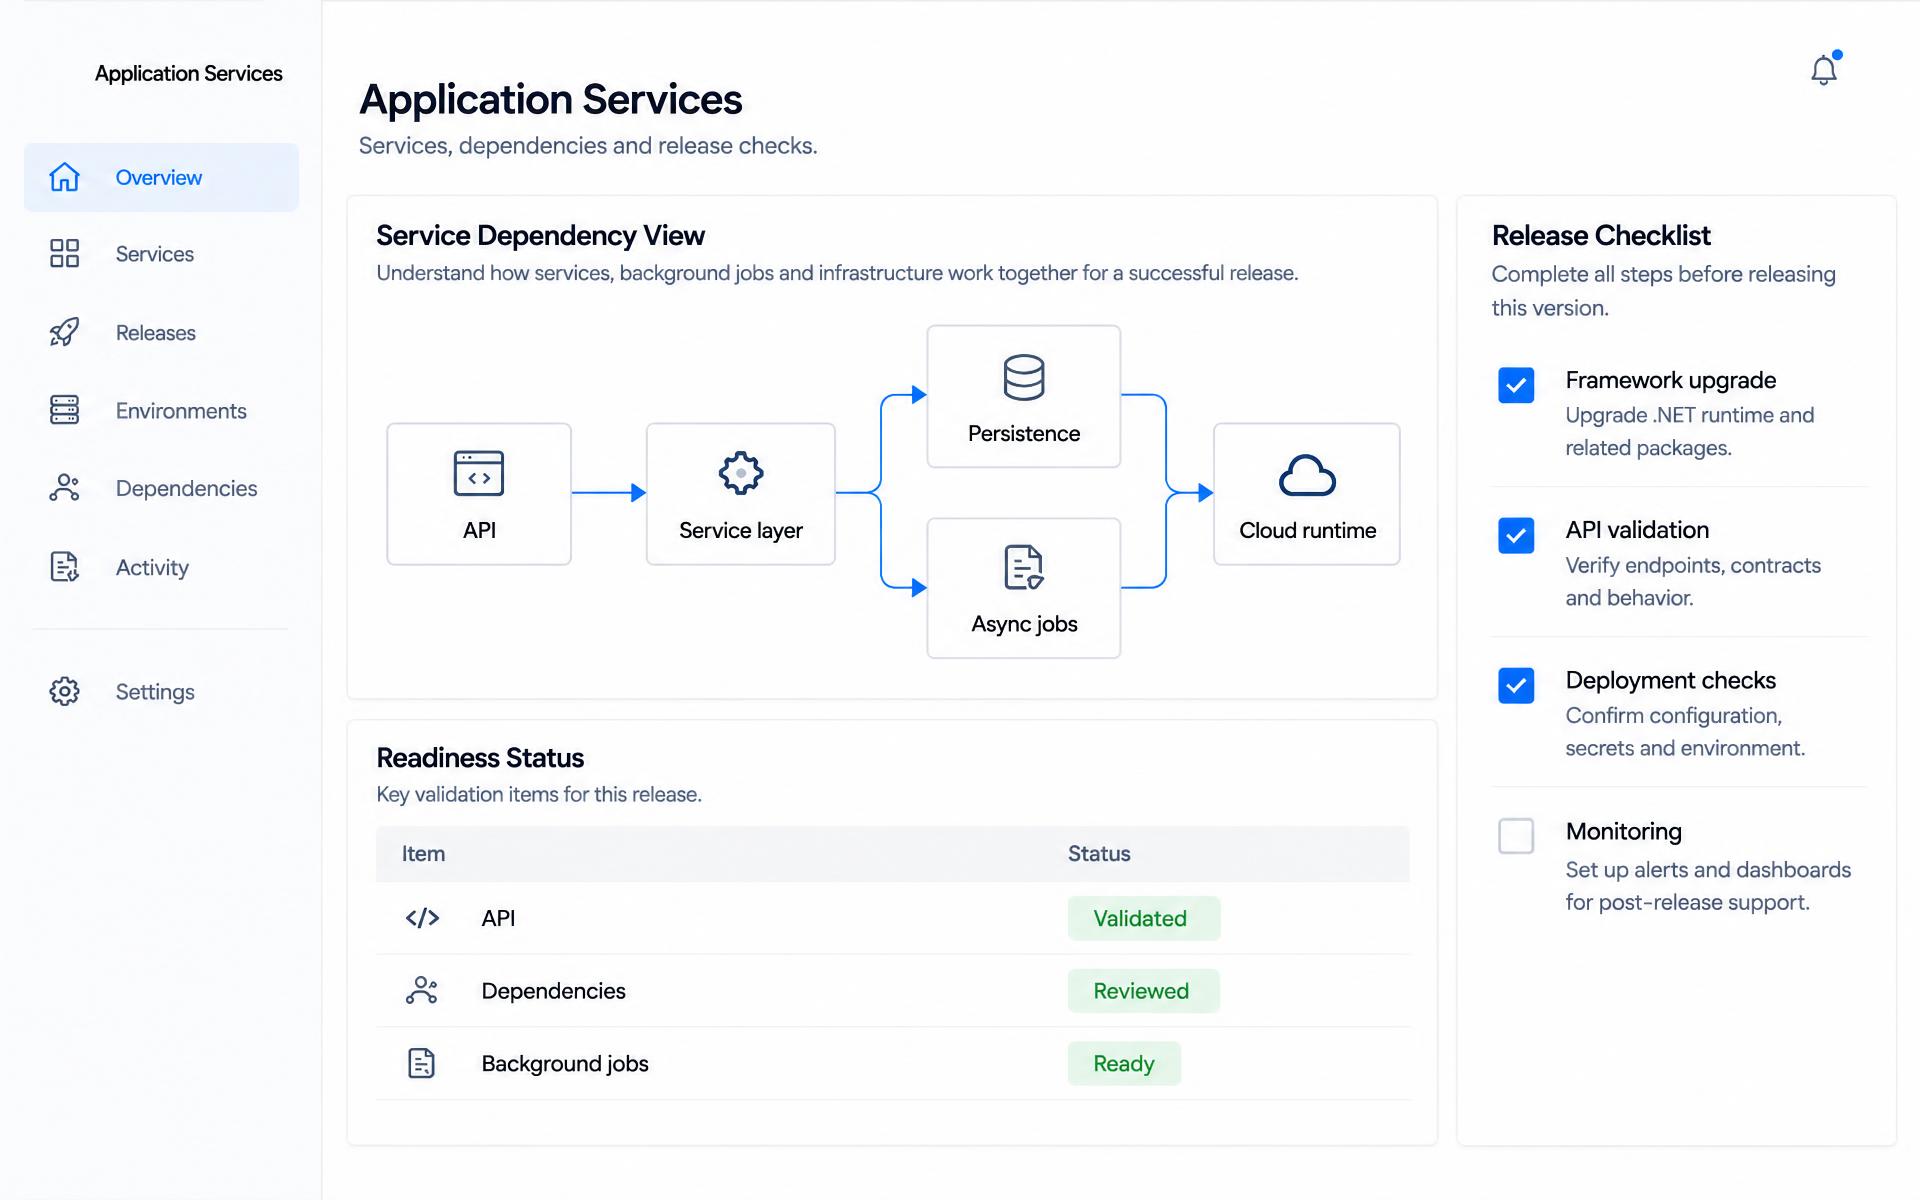 Application Services
Overview
Services
Releases
Environments
Dependencies
Activity
Settings
Application Services
Services, dependencies and release checks.
Service Dependency View
Understand how services, background jobs and infrastructure work together for a successful release.
API
Service layer
Persistence
Async jobs
Cloud runtime
Readiness Status
Key validation items for this release.
Item Status
API Validated
Dependencies Reviewed
Background jobs Ready
Release Checklist
Complete all steps before releasing
this version.
Framework upgrade
Upgrade .NET runtime and
related packages.
API validation
Verify endpoints, contracts
and behavior.
Deployment checks
Confirm configuration,
secrets and environment.
Monitoring
Set up alerts and dashboards
for post-release support.